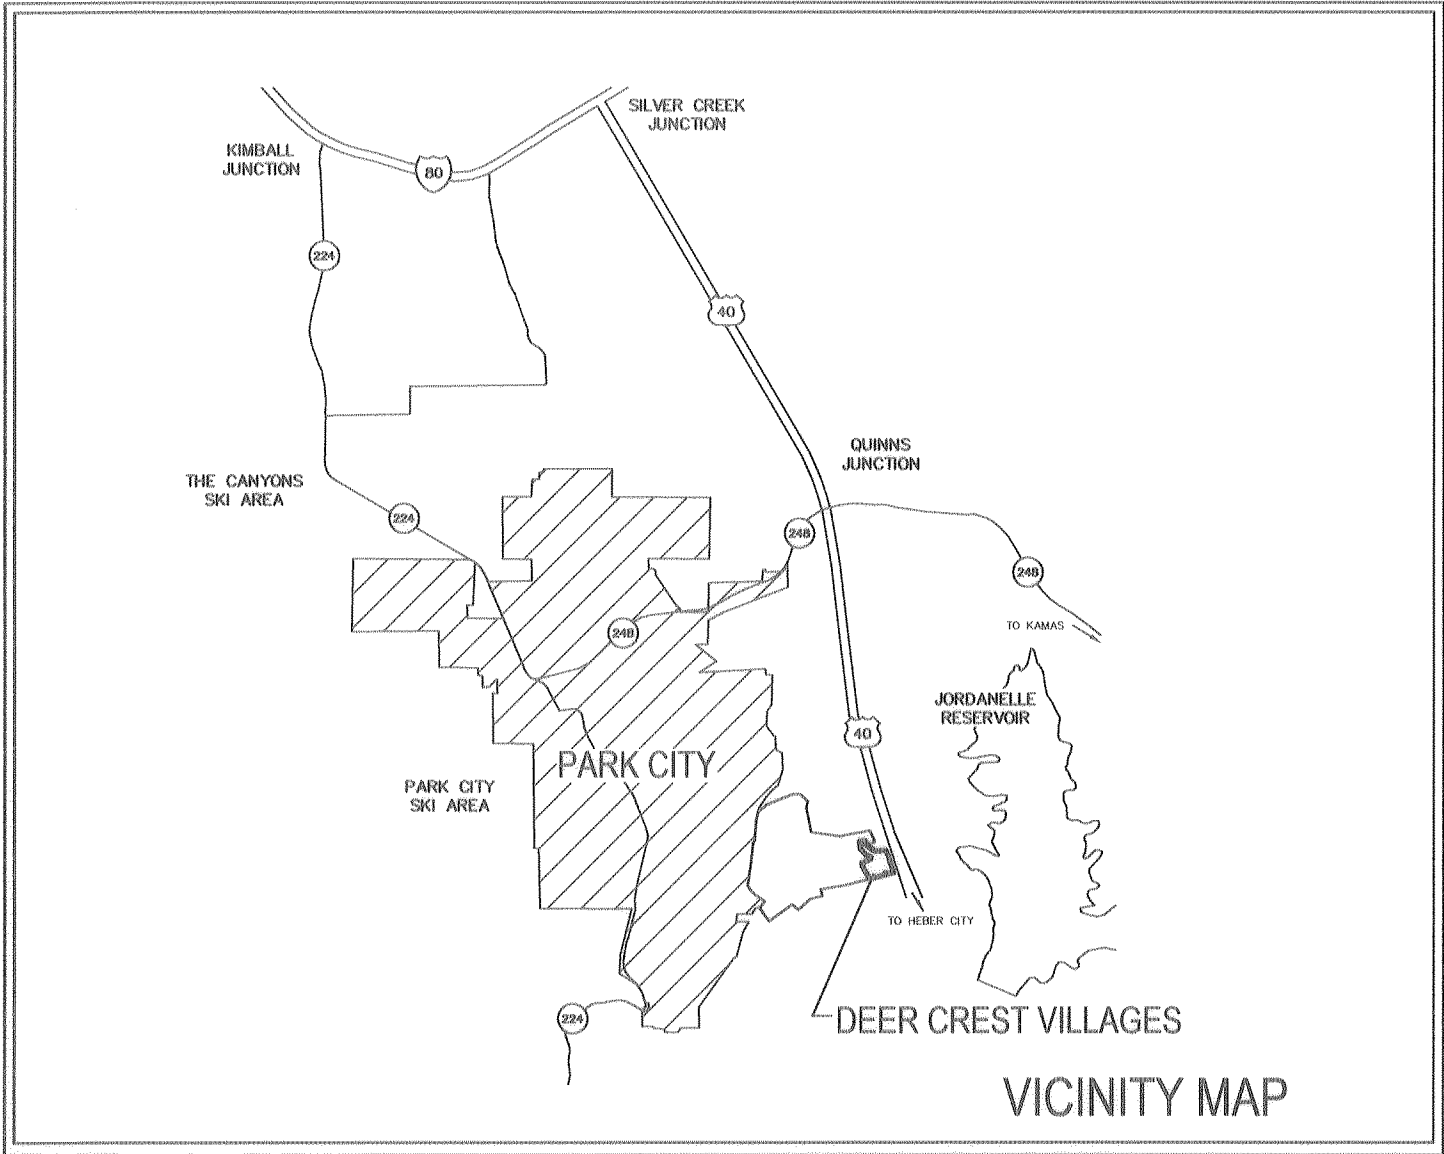 SILVER CREEK
JUNCTION
KIMBALL
JUNCTION
80
224
40
QUINNS
JUNCTION
THE CANYONS
SKI AREA
224
248
248
TO KAMAS
248
JORDANELLE
RESERVOIR
40
PARK CITY
PARK CITY
SKI AREA
TO HEBER CITY
224
DEER CREST VILLAGES
VICINITY MAP